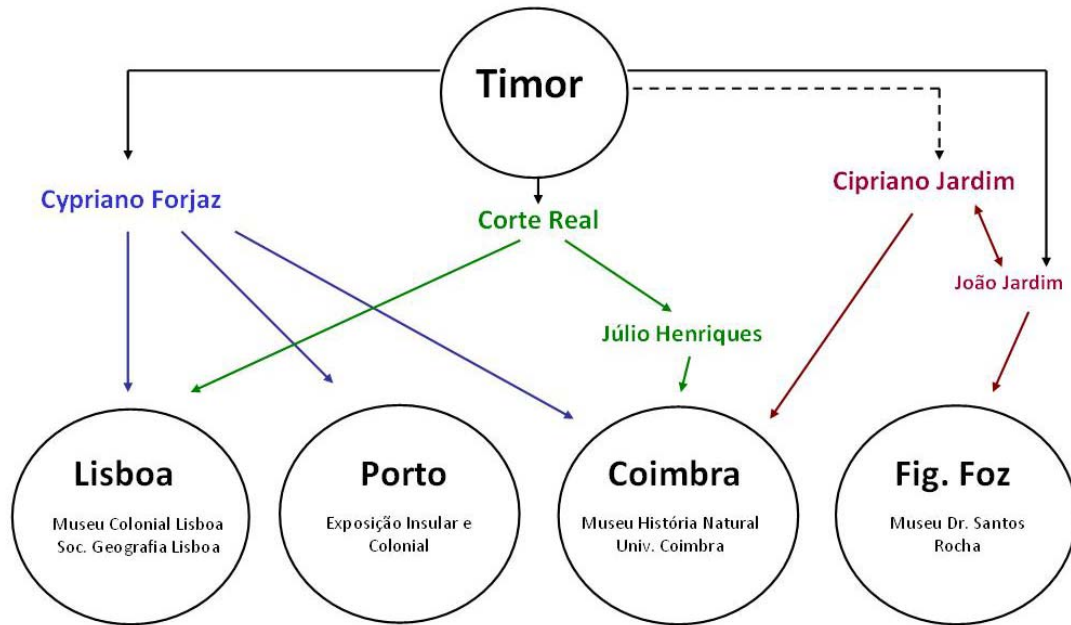 Timor
Cypriano Forjaz
Corte Real
Cipriano Jardim
João Jardim
Júlio Henriques
Lisboa
Museu Colonial Lisboa
Soc. Geografia Lisboa
Porto
Exposição Insular e
Colonial
Coimbra
Museu História Natural
Univ. Coimbra
Fig. Foz
Museu Dr. Santos
Rocha